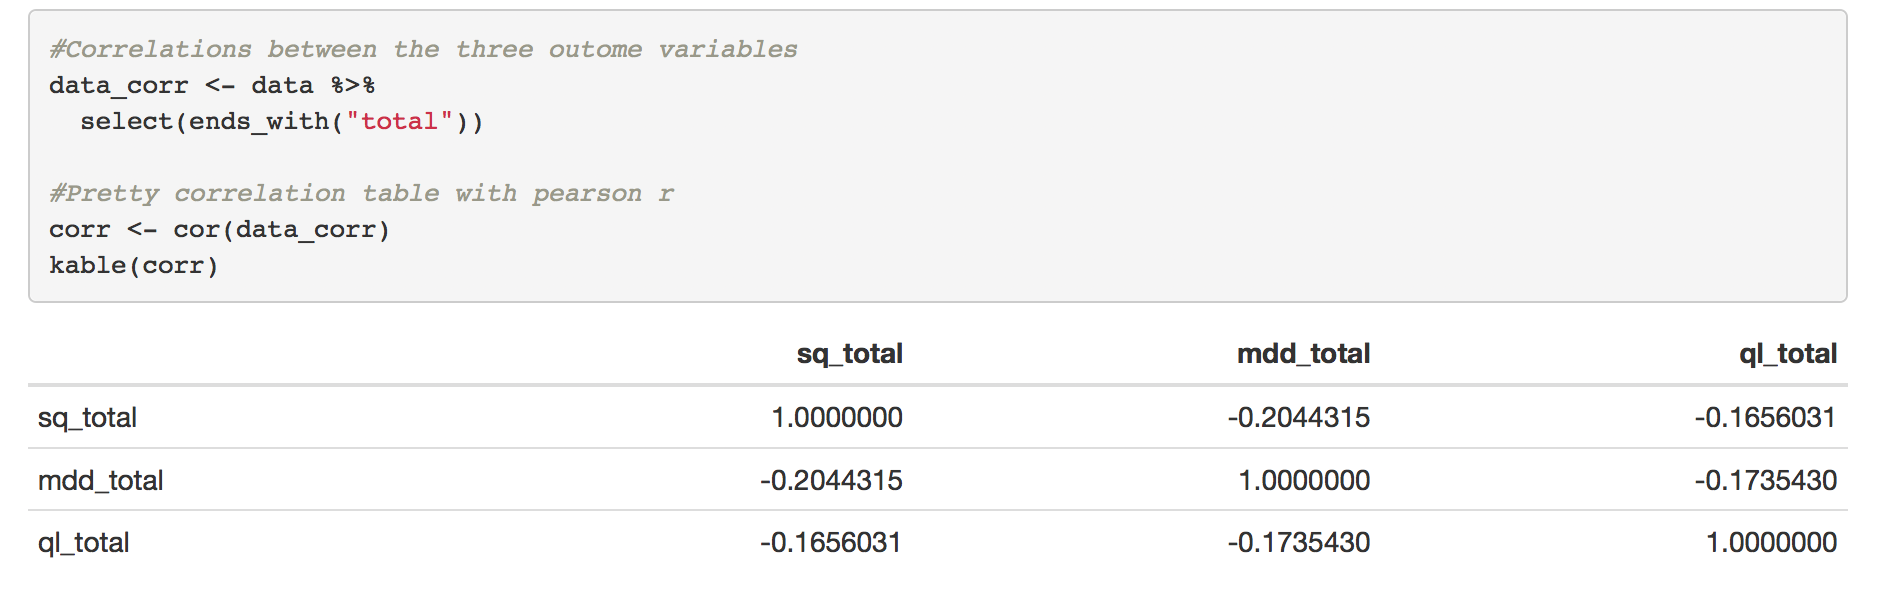 #Correlations between the three outome variables
data_corr <- data %>%
  select(ends_with("total"))
#Pretty correlation table with pearson r
corr <- cor(data_corr)
kable(corr)
sq_total mdd_total ql_total
sq_total 1.0000000 -0.2044315 -0.1656031
mdd_total -0.2044315 1.0000000 -0.1735430
ql_total -0.1656031 -0.1735430 1.0000000